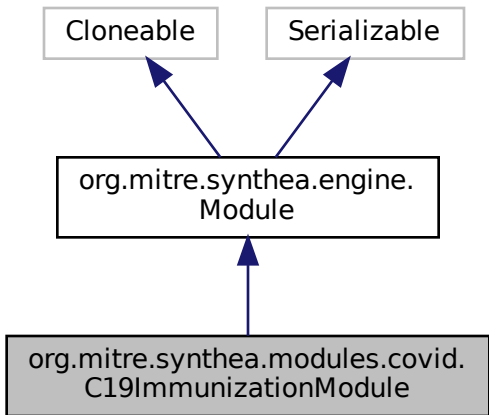 Cloneable
Serializable
org.mitre.synthea.engine.
Module
org.mitre.synthea.modules.covid.
C19ImmunizationModule